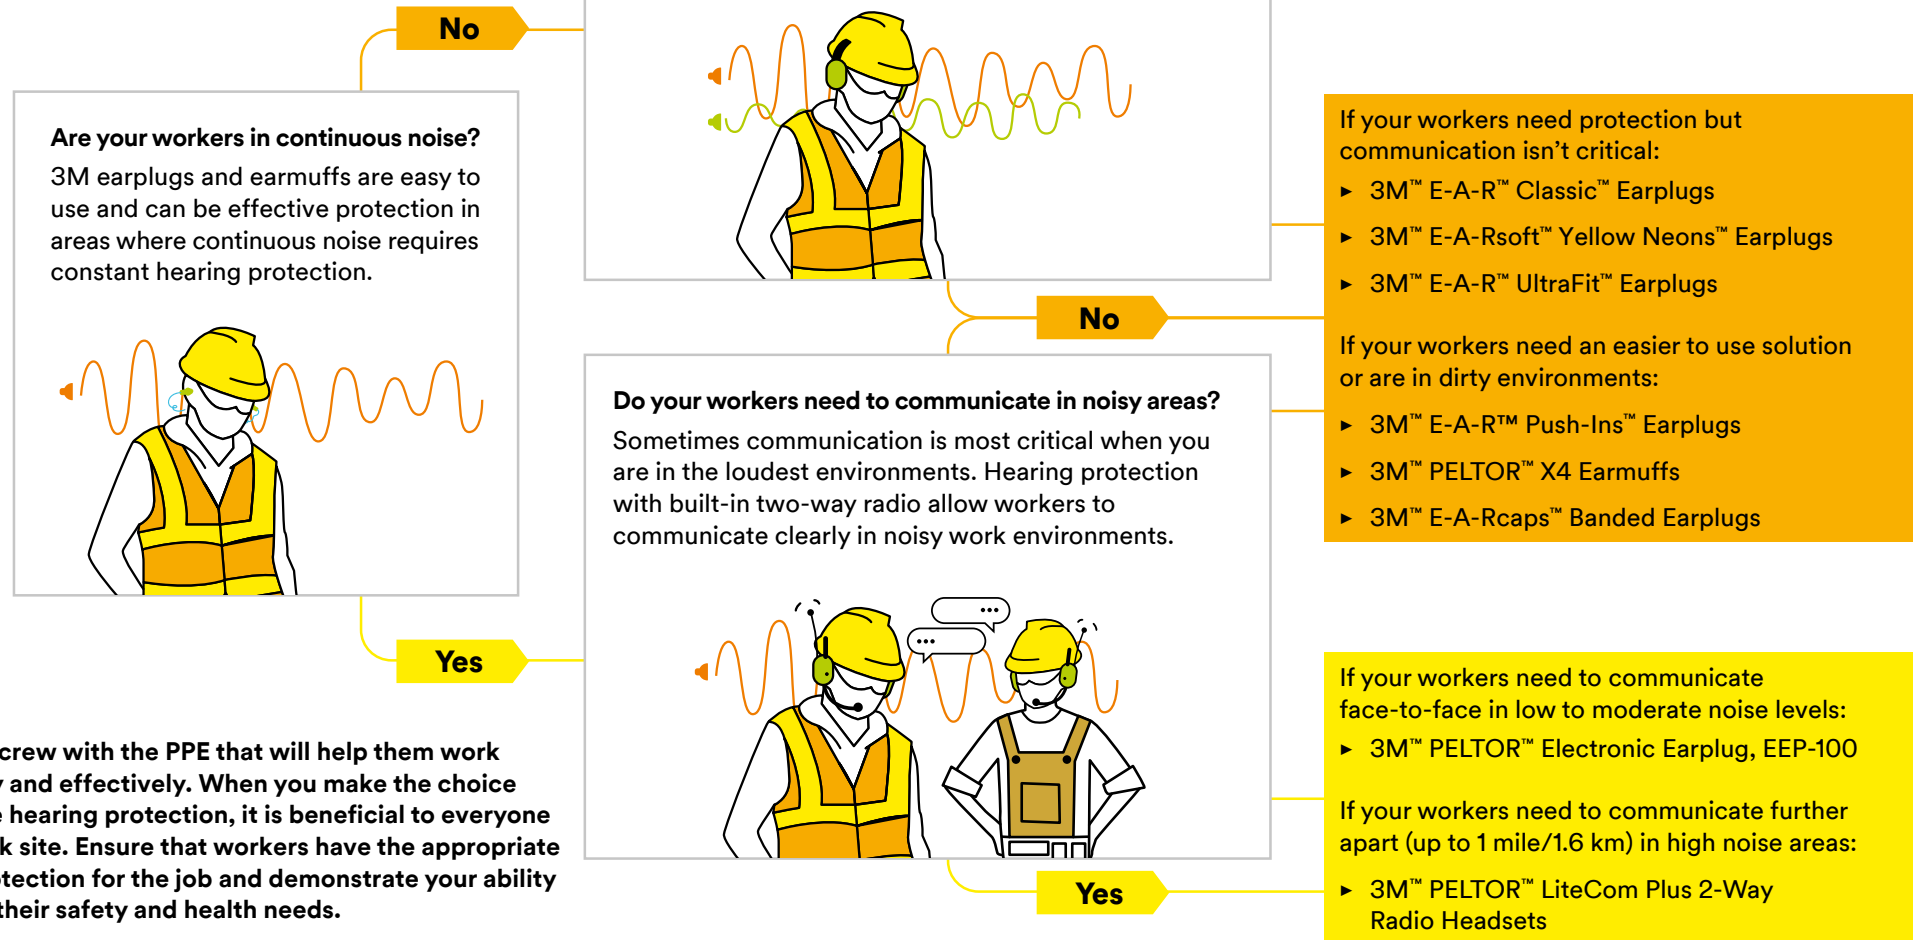 No
Are your workers in continuous noise?
3M earplugs and earmuffs are easy to
use and can be effective protection in
areas where continuous noise requires
constant hearing protection.
Yes
crew with the PPE that will help them work
and effectively. When you make the choice
hearing protection, it is beneficial to everyone
site. Ensure that workers have the appropriate
for the job and demonstrate your ability
their safety and health needs.
No
Do your workers need to communicate in noisy areas?
Sometimes communication is most critical when you
are in the loudest environments. Hearing protection
with built-in two-way radio allow workers to
communicate clearly in noisy work environments.
Yes
If your workers need protection but
communication isn’t critical:
► 3M™ E-A-R™ Classic™ Earplugs
► 3M™ E-A-Rsoft™ Yellow Neons™ Earplugs
► 3M™ E-A-R™ UltraFit™ Earplugs
If your workers need an easier to use solution
or are in dirty environments:
► 3M™ E-A-R™ Push-Ins™ Earplugs
► 3M™ PELTOR™ X4 Earmuffs
► 3M™ E-A-Rcaps™ Banded Earplugs
If your workers need to communicate
face-to-face in low to moderate noise levels:
► 3M™ PELTOR™ Electronic Earplug, EEP-100
If your workers need to communicate further
apart (up to 1 mile/1.6 km) in high noise areas:
► 3M™ PELTOR™ LiteCom Plus 2-Way
Radio Headsets